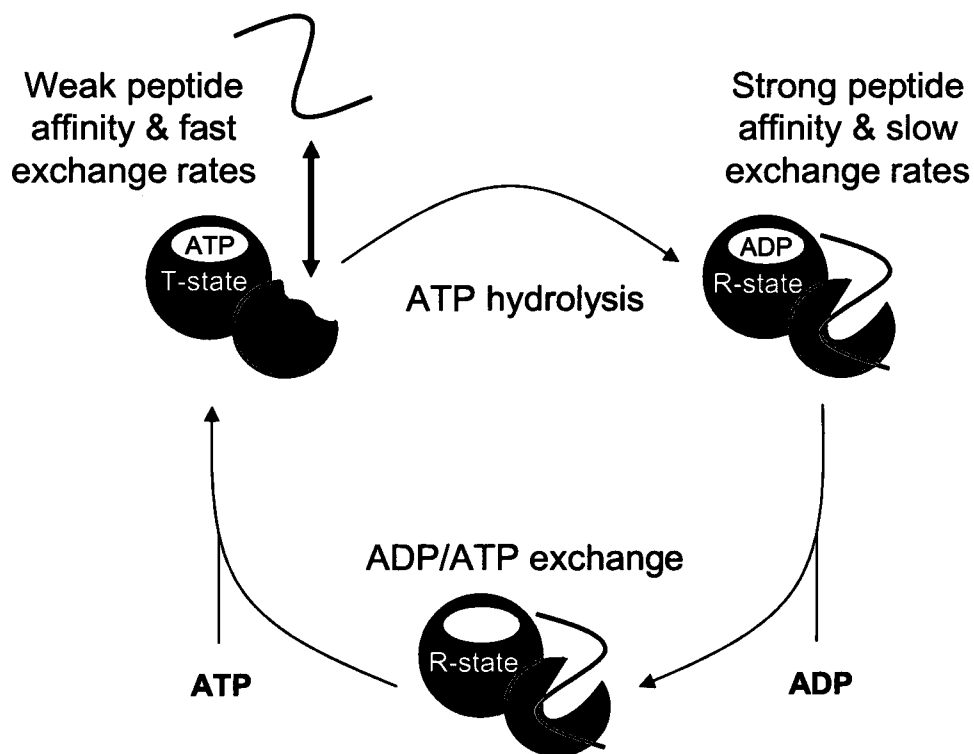 Weak peptide
affinity & fast
exchange rates
Strong peptide
affinity & slow
exchange rates
ATP
T-state
ADP
R-state
ATP hydrolysis
ADP/ATP exchange
R-state
ATP
ADP